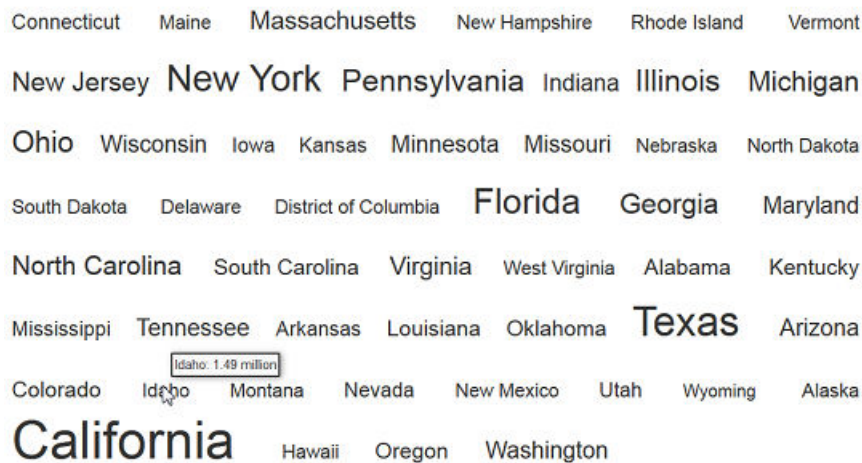 Connecticut Maine Massachusetts New Hampshire Rhode Island Vermont
New Jersey New York Pennsylvania Indiana Illinois Michigan
Ohio Wisconsin Iowa Kansas Minnesota Missouri Nebraska North Dakota
South Dakota Delaware District of Columbia Florida Georgia Maryland
North Carolina South Carolina Virginia West Virginia Alabama Kentucky
Mississippi Tennessee Arkansas Louisiana Oklahoma Texas Arizona
Idaho: 1.49 million
Colorado Idaho Montana Nevada New Mexico Utah Wyoming Alaska
California Hawaii Oregon Washington